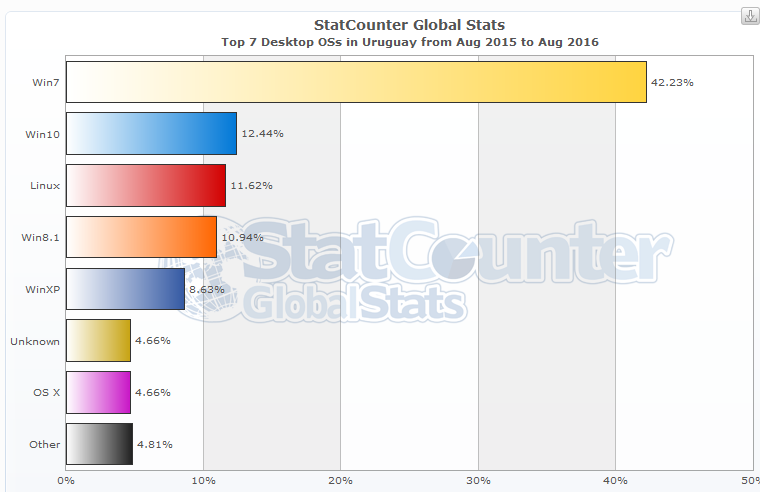 StatCounter Global Stats
Top 7 Desktop OSs in Uruguay from Aug 2015 to Aug 2016
Win7 42.23%
Win10 12.44%
Linux 11.62%
Win8.1 10.94%
StatCounter
WinXP 8.63%
GlobalStats
Unknown 4.66%
OS X 4.66%
Other 4.81%
0% 10% 20% 30% 40% 50%